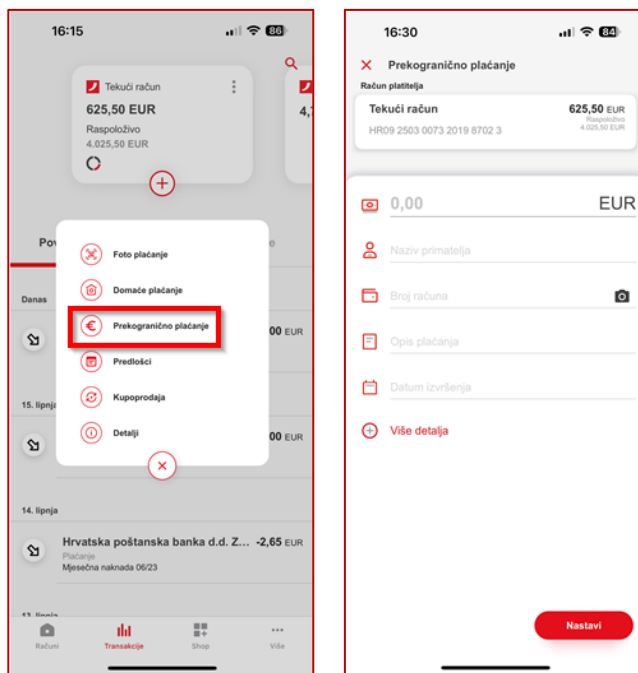 16:15
86
Tekući račun
625,50 EUR
Raspoloživo
4.025,50 EUR
4,
Pov
e
Foto plaćanje
Domaće plaćanje
Danas
Prekogranično plaćanje
00 EUR
Predlošci
Kupoprodaja
15. lipnja
Detalji
00 EUR
14. lipnja
Hrvatska poštanska banka d.d. Z... -2,65 EUR
Plaćanje
Mjesečna naknada 06/23
13. lipnja
Računi
Transakcije
Shop
Više
16:30
84
Prekogranično plaćanje
Račun platitelja
Tekući račun
625,50 EUR
Raspoloživo
HR09 2503 0073 2019 8702 3
4.025,50 EUR
0,00 EUR
Naziv primatelja
Broj računa
Opis plaćanja
Datum izvršenja
Više detalja
Nastavi